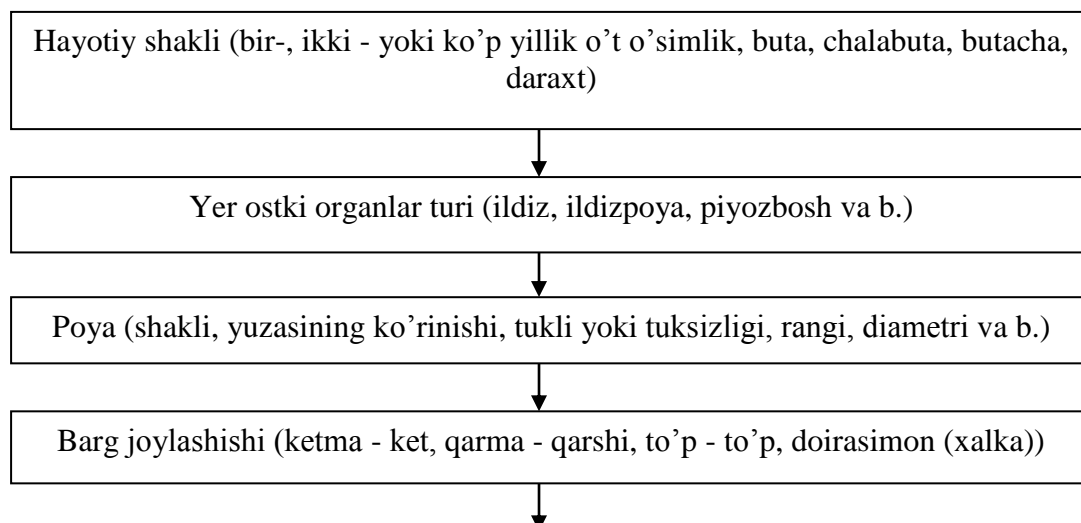 Hayotiy shakli (bir-, ikki - yoki ko’p yillik o’t o’simlik, buta, chalabuta, butacha,
daraxt)
Yer ostki organlar turi (ildiz, ildizpoya, piyozbosh va b.)
Poya (shakli, yuzasining ko’rinishi, tukli yoki tuksizligi, rangi, diametri va b.)
Barg joylashishi (ketma - ket, qarma - qarshi, to’p - to’p, doirasimon (xalka))